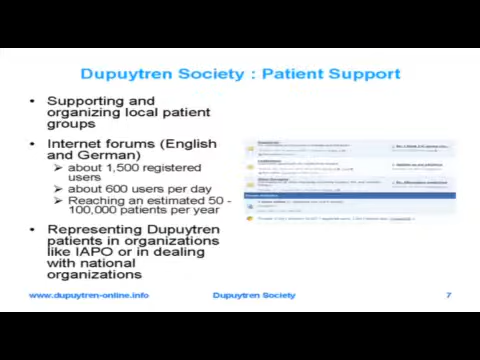 Dupuytren Society : Patient Support
• Supporting and
organizing local patient
groups
• Internet forums (English
and German)
➢ about 1,500 registered
users
➢ about 600 users per day
➢ Reaching an estimated 50 -
100,000 patients per year
• Representing Dupuytren
patients in organizations
like IAPO or in dealing
with national
organizations
www.dupuytren-online.info
Dupuytren Society
7